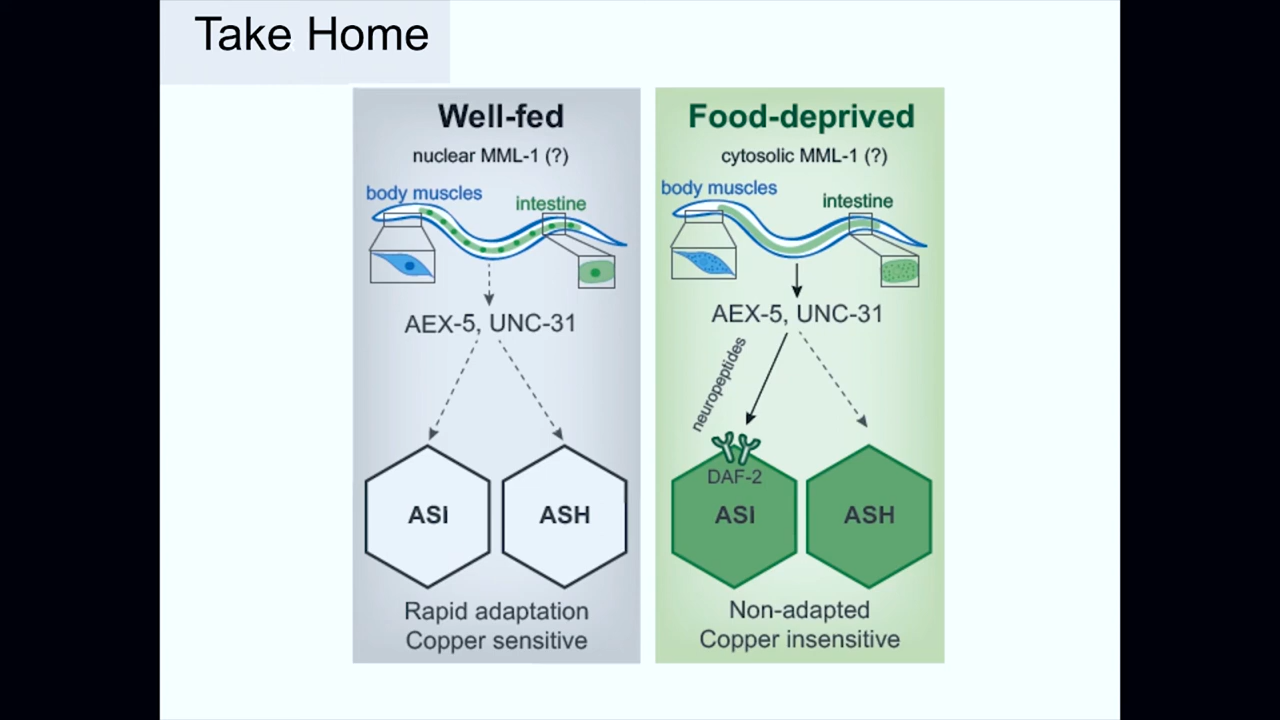 Take Home
Well-fed
nuclear MML-1 (?)
body muscles
intestine
AEX-5, UNC-31
ASI
ASH
Rapid adaptation
Copper sensitive
Food-deprived
cytosolic MML-1 (?)
body muscles
intestine
AEX-5, UNC-31
neuropeptides
DAF-2
ASI
ASH
Non-adapted
Copper insensitive